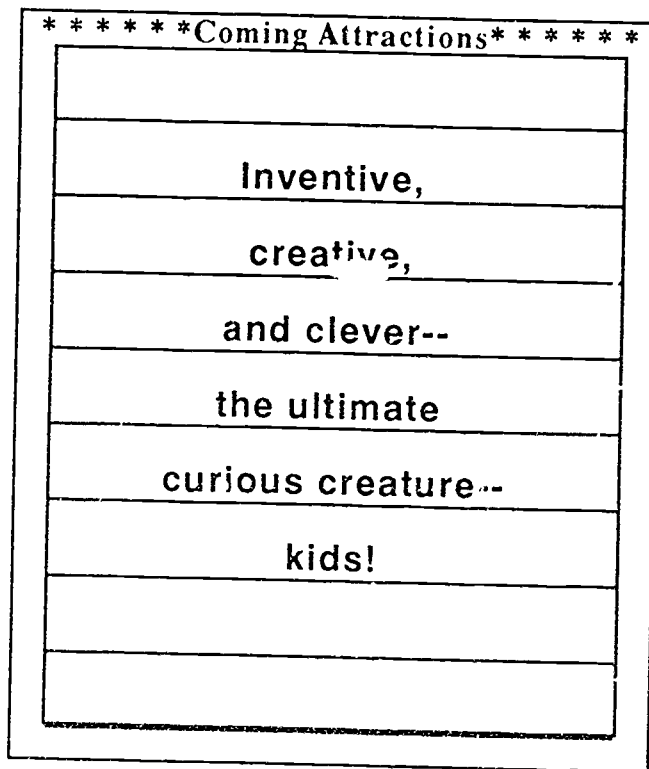 * * * * * *Coming Attractions* * * * * *
Inventive,
creative,
and clever--
the ultimate
curious creature--
kids!